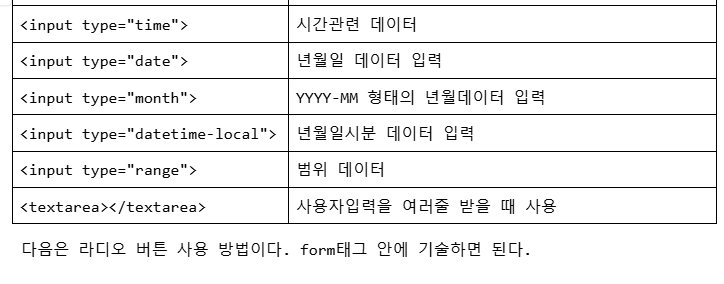 <input type="time"> 시간관련 데이터
<input type="date"> 년월일 데이터 입력
<input type="month"> YYYY-MM 형태의 년월데이터 입력
<input type="datetime-local"> 년월일시분 데이터 입력
<input type="range"> 범위 데이터
<textarea></textarea> 사용자입력을 여러줄 받을 때 사용
다음은 라디오 버튼 사용 방법이다. form태그 안에 기술하면 된다.